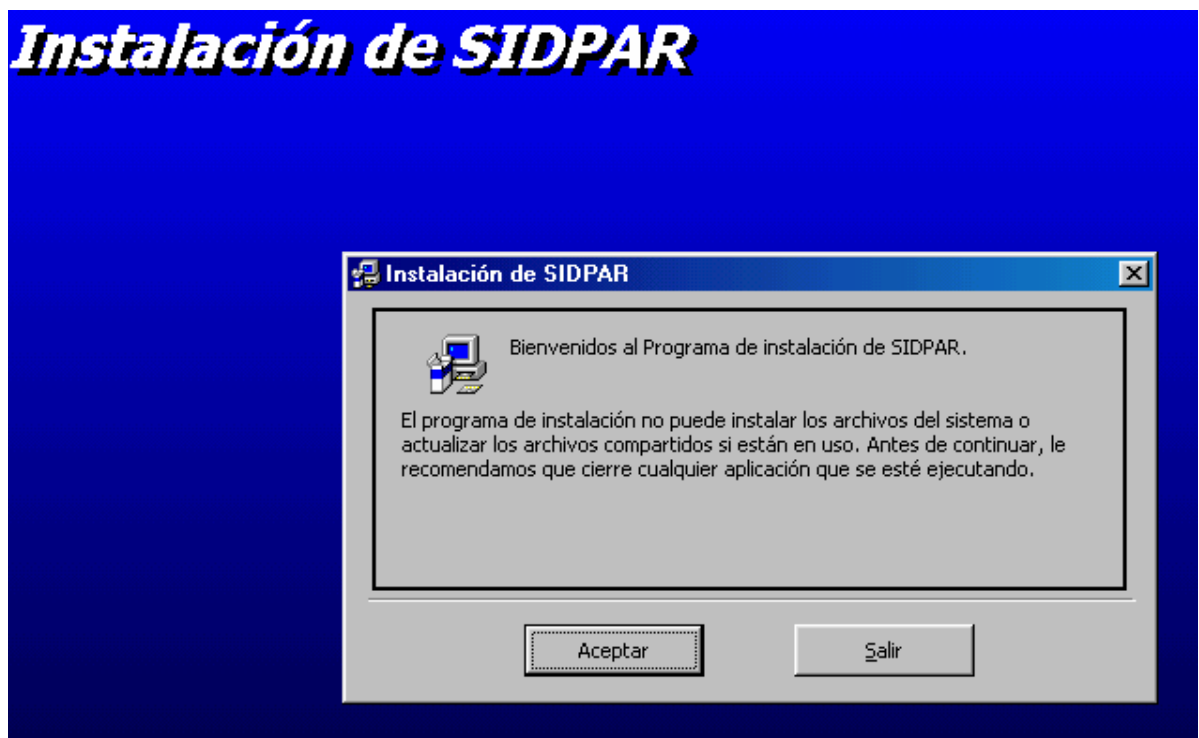 Instalación de SIDPAR
Instalación de SIDPAR
Bienvenidos al Programa de instalación de SIDPAR.
El programa de instalación no puede instalar los archivos del sistema o
actualizar los archivos compartidos si están en uso. Antes de continuar, le
recomendamos que cierre cualquier aplicación que se esté ejecutando.
Aceptar
Salir